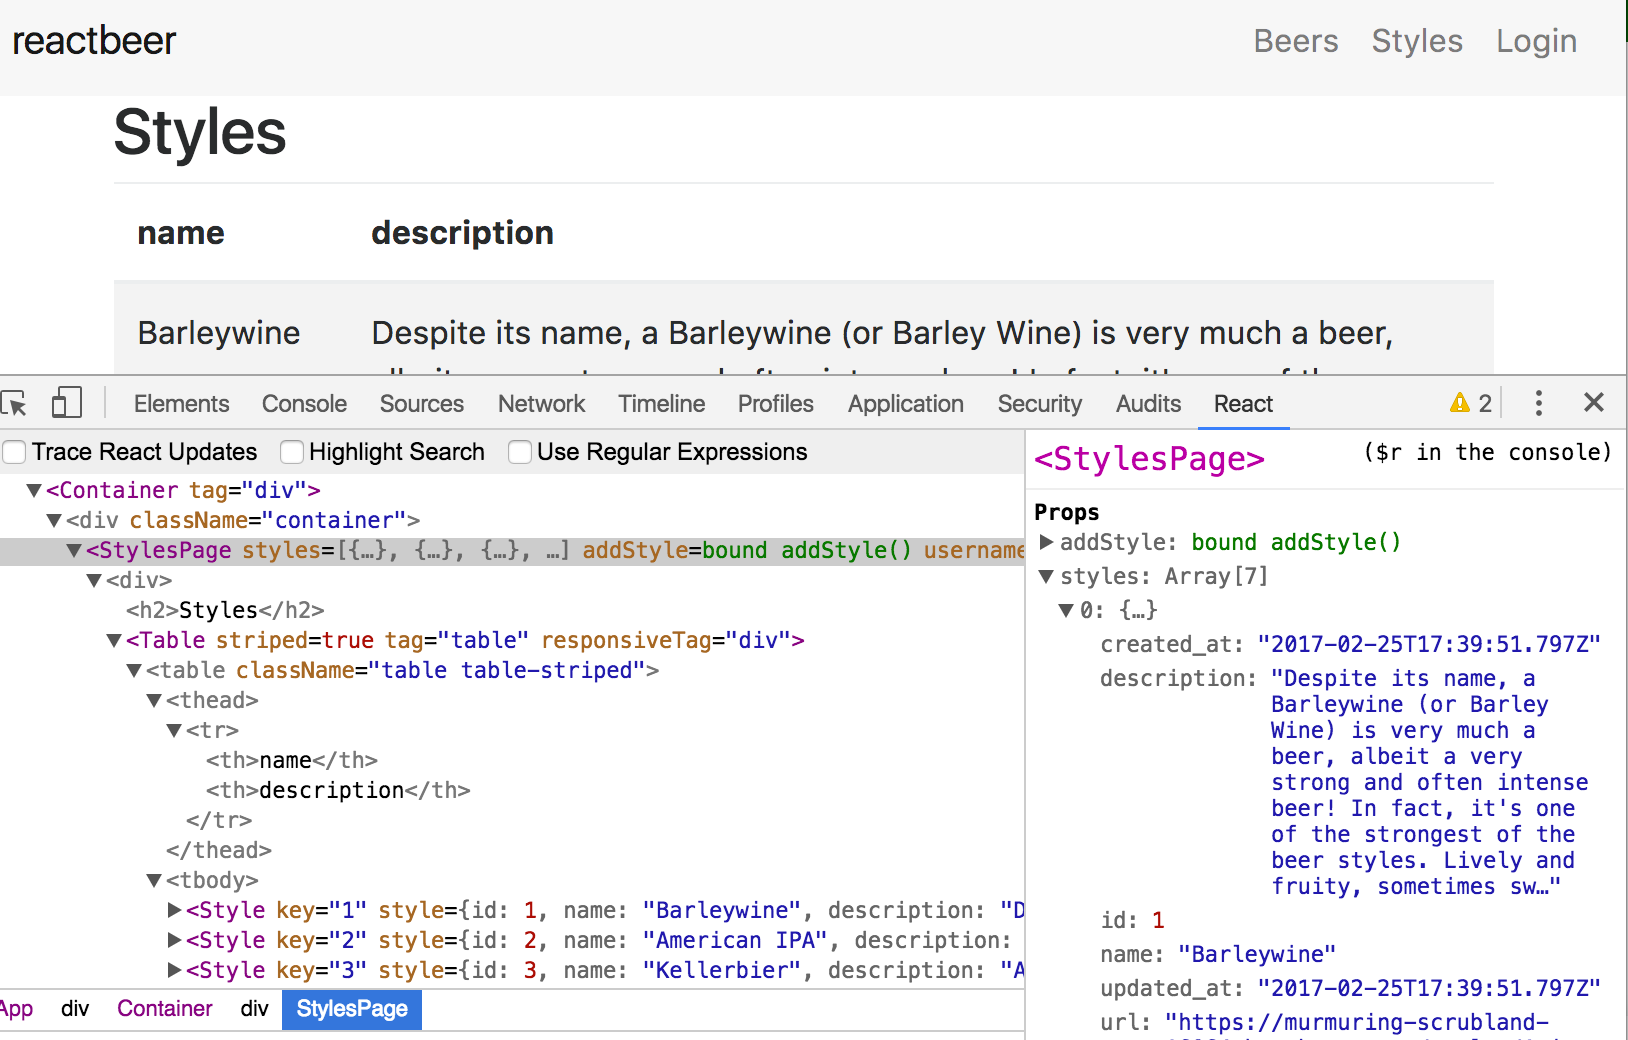 reactbeer Beers Styles Login
Styles
name description
Barleywine Despite its name, a Barleywine (or Barley Wine) is very much a beer,
Elements Console Sources Network Timeline Profiles Application Security Audits React 2
Trace React Updates Highlight Search Use Regular Expressions
<Container tag="div">
<div className="container">
<StylesPage styles=[{…}, {…}, {…}, …] addStyle=bound addStyle() username
<div>
<h2>Styles</h2>
<Table striped=true tag="table" responsiveTag="div">
<table className="table table-striped">
<thead>
<tr>
<th>name</th>
<th>description</th>
</tr>
</thead>
<tbody>
<Style key="1" style={id: 1, name: "Barleywine", description: "D
<Style key="2" style={id: 2, name: "American IPA", description:
<Style key="3" style={id: 3, name: "Kellerbier", description: "A
App div Container div StylesPage
<StylesPage> ($r in the console)
Props
addStyle: bound addStyle()
styles: Array[7]
0: {…}
created_at: "2017-02-25T17:39:51.797Z"
description: "Despite its name, a
Barleywine (or Barley
Wine) is very much a
beer, albeit a very
strong and often intense
beer! In fact, it's one
of the strongest of the
beer styles. Lively and
fruity, sometimes sw…"
id: 1
name: "Barleywine"
updated_at: "2017-02-25T17:39:51.797Z"
url: "https://murmuring-scrubland-